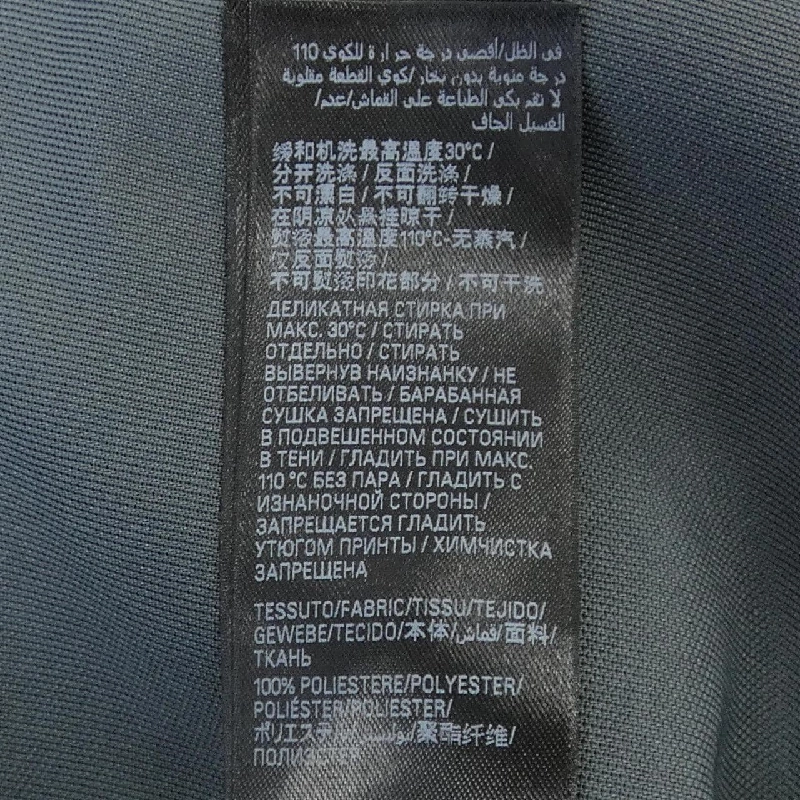 في الظل/أقصى درجة حرارة للكوي 110
درجة مئوية بدون بخار/كوي القطعة مقلوبة
لا تقم بكي الطباعة على القماش/عدم/
الغسيل الجاف
缓和机洗最高温度30°C /
分开洗涤 / 反面洗涤 /
不可漂白 / 不可翻转干燥 /
在阴凉处悬挂晾干 /
熨烫最高温度110°C-无蒸汽 /
仅反面熨烫 /
不可熨烫印花部分 / 不可干洗
ДЕЛИКАТНАЯ СТИРКА ПРИ
МАКС. 30°C / СТИРАТЬ
ОТДЕЛЬНО / СТИРАТЬ
ВЫВЕРНУВ НАИЗНАНКУ / НЕ
ОТБЕЛИВАТЬ / БАРАБАННАЯ
СУШКА ЗАПРЕЩЕНА / СУШИТЬ
В ПОДВЕШЕННОМ СОСТОЯНИИ
В ТЕНИ / ГЛАДИТЬ ПРИ МАКС.
110 °C БЕЗ ПАРА / ГЛАДИТЬ С
ИЗНАНОЧНОЙ СТОРОНЫ /
ЗАПРЕЩАЕТСЯ ГЛАДИТЬ
УТЮГОМ ПРИНТЫ / ХИМЧИСТКА
ЗАПРЕЩЕНА
TESSUTO/FABRIC/TISSU/TEJIDO/
GEWEBE/TECIDO/本体/قماش/面料/
ТКАНЬ
100% POLIESTERE/POLYESTER/
POLIÉSTER/POLIESTER/
ポリエステル/بوليستر/聚酯纤维/
ПОЛИЭСТЕР